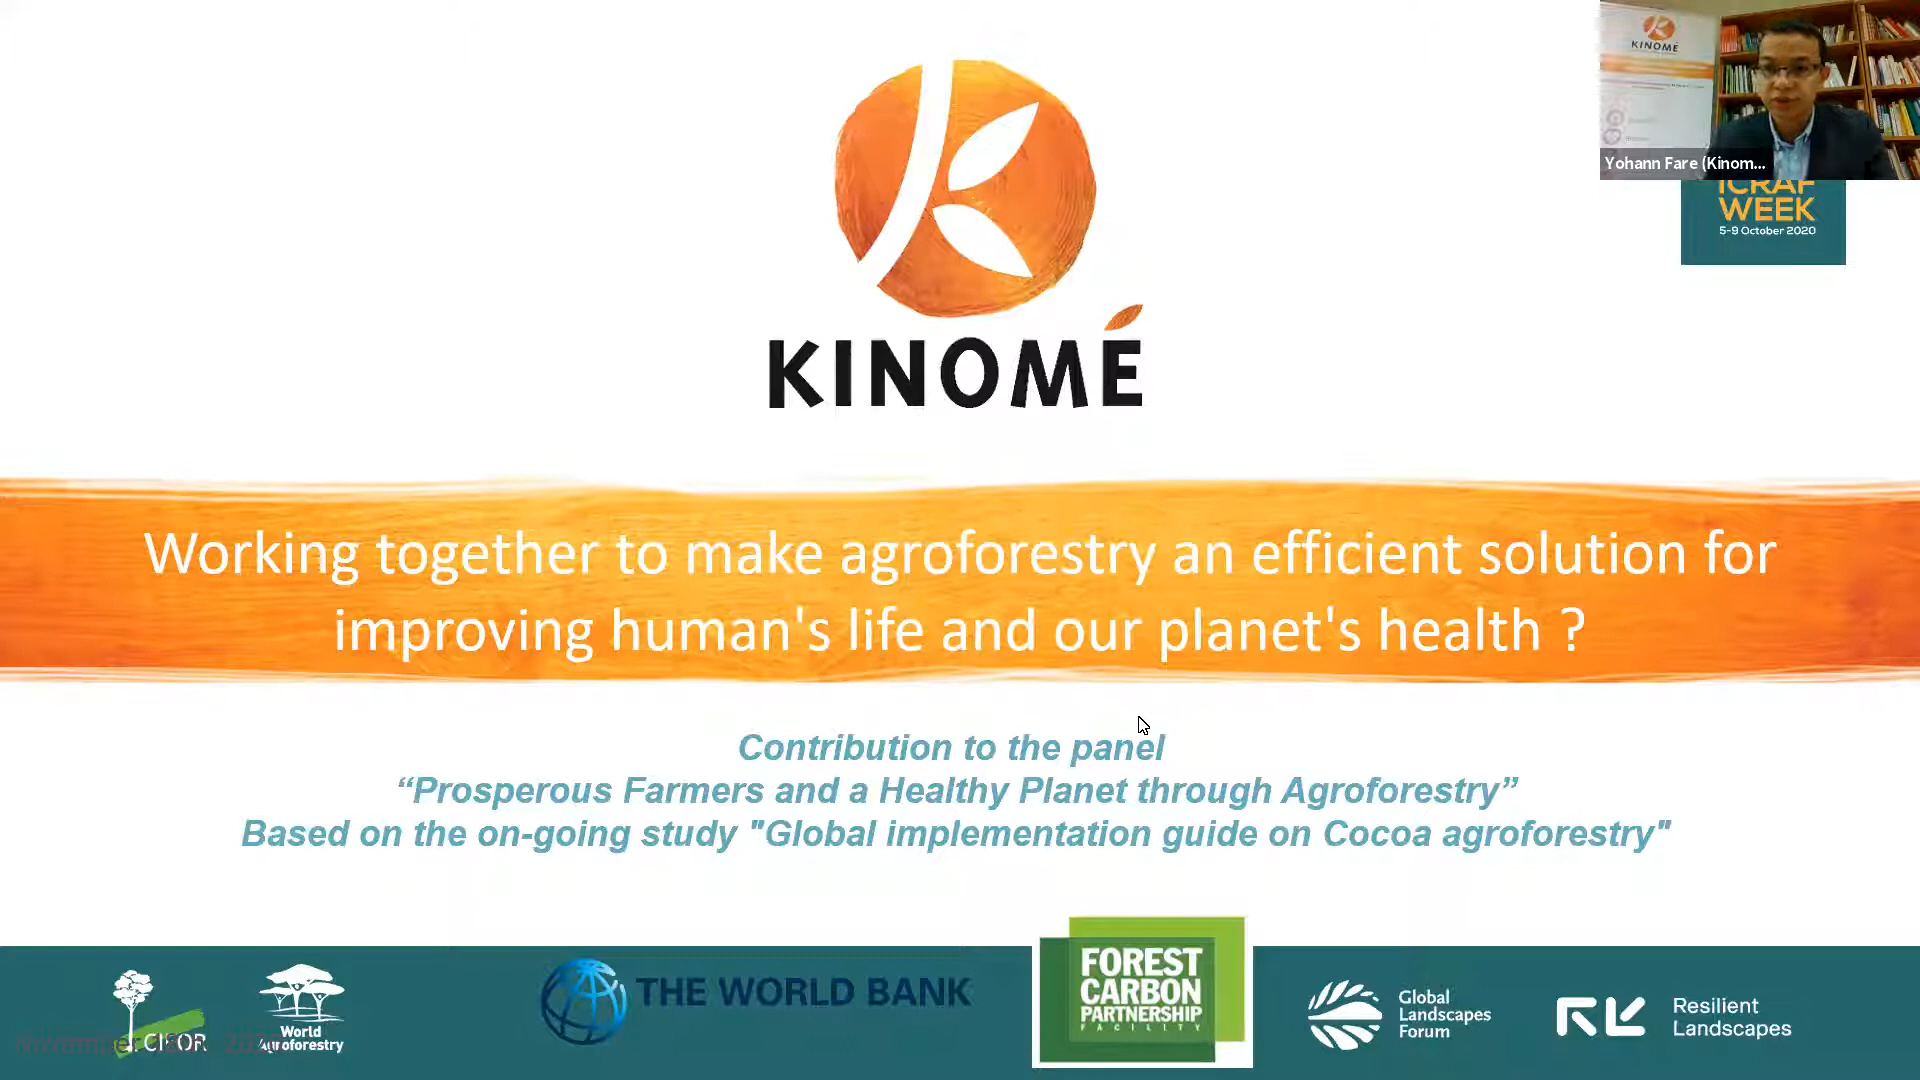 KINOMÉ
Yohann Fare (Kinom...
ICRAF
WEEK
5-9 October 2020
KINOMÉ
Working together to make agroforestry an efficient solution for
improving human's life and our planet's health ?
Contribution to the panel
“Prosperous Farmers and a Healthy Planet through Agroforestry”
Based on the on-going study "Global implementation guide on Cocoa agroforestry"
CIFOR
World
Agroforestry
THE WORLD BANK
FOREST
CARBON
PARTNERSHIP
FACILITY
Global
Landscapes
Forum
Resilient
Landscapes